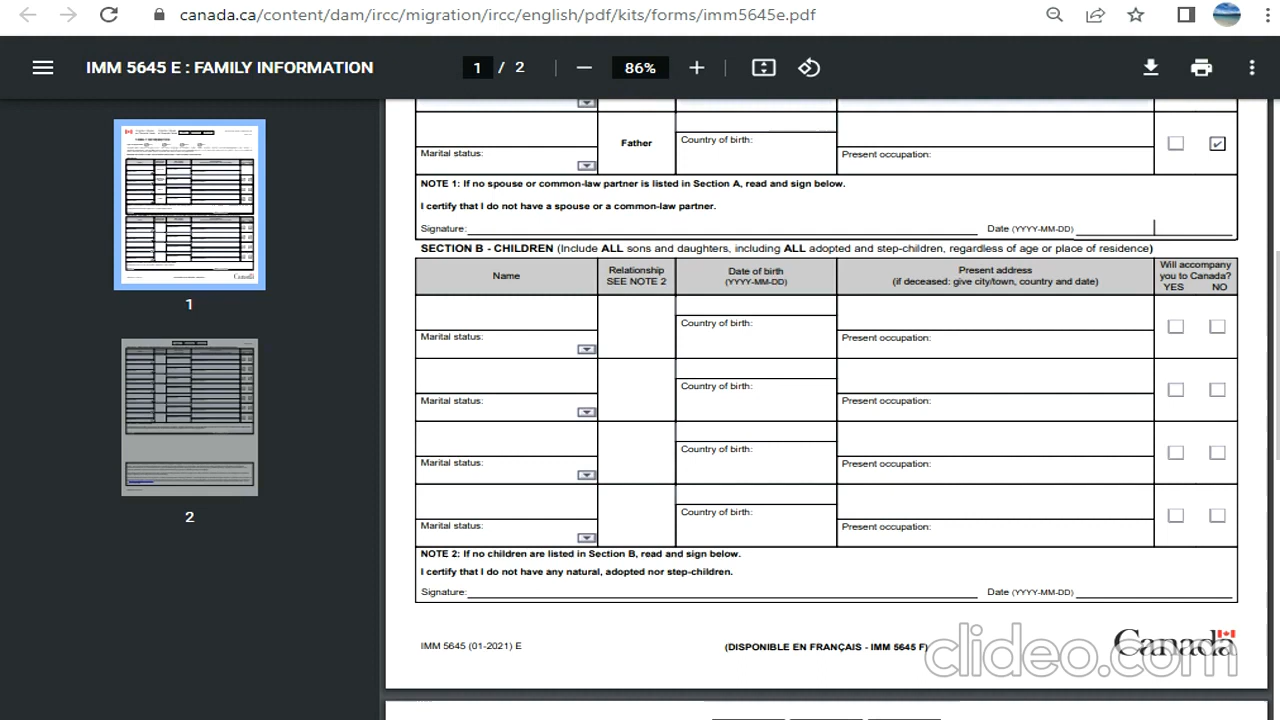 canada.ca/content/dam/ircc/migration/ircc/english/pdf/kits/forms/imm5645e.pdf
IMM 5645 E : FAMILY INFORMATION
1 / 2
86%
Father
Country of birth:
Marital status:
Present occupation:
NOTE 1: If no spouse or common-law partner is listed in Section A, read and sign below.
I certify that I do not have a spouse or a common-law partner.
Signature:
Date (YYYY-MM-DD)
SECTION B - CHILDREN (Include ALL sons and daughters, including ALL adopted and step-children, regardless of age or place of residence)
Name
Relationship
SEE NOTE 2
Date of birth
(YYYY-MM-DD)
Present address
(if deceased: give city/town, country and date)
Will accompany
you to Canada?
YES NO
Country of birth:
Marital status:
Present occupation:
Country of birth:
Marital status:
Present occupation:
Country of birth:
Marital status:
Present occupation:
Country of birth:
Marital status:
Present occupation:
NOTE 2: If no children are listed in Section B, read and sign below.
I certify that I do not have any natural, adopted nor step-children.
Signature:
Date (YYYY-MM-DD)
IMM 5645 (01-2021) E
(DISPONIBLE EN FRANÇAIS - IMM 5645 F)
Canada
clideo.com
1
2